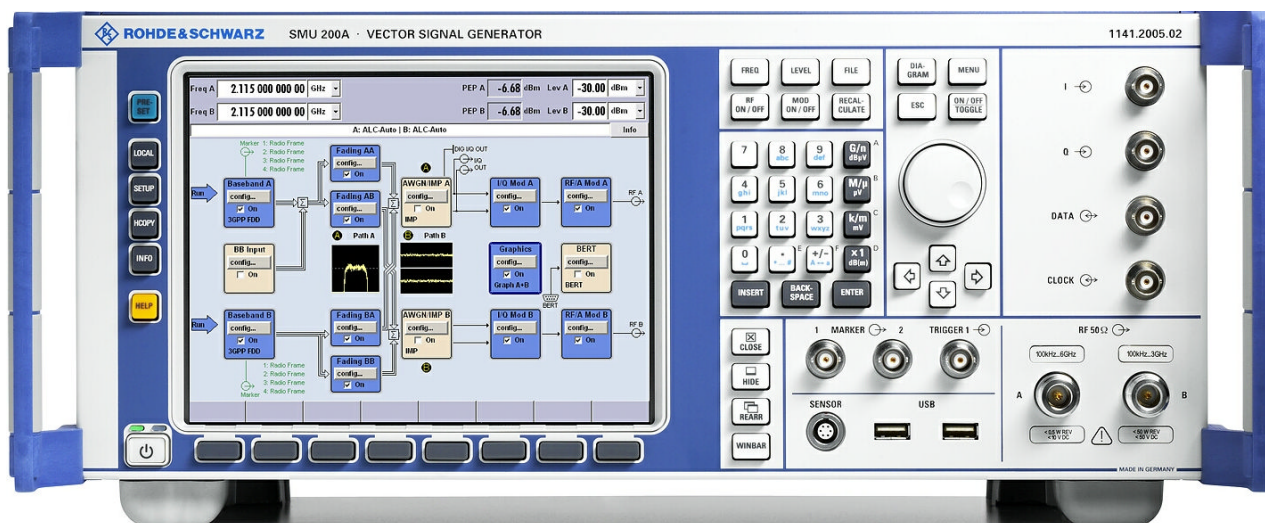 ROHDE&SCHWARZ SMU 200A · VECTOR SIGNAL GENERATOR 1141.2005.02
PRE-
SET
LOCAL
SETUP
HCOPY
INFO
HELP
Freq A 2.115 000 000 00 GHz PEP A -6.68 dBm Lev A -30.00 dBm
Freq B 2.115 000 000 00 GHz PEP B -6.68 dBm Lev B -30.00 dBm
A: ALC-Auto | B: ALC-Auto Info
Marker 1: Radio Frame
2: Radio Frame
3: Radio Frame
4: Radio Frame
Run
Baseband A
config...
On
3GPP FDD
Fading AA
config...
On
Fading AB
config...
On
Σ
Σ
A
DIG I/Q OUT
I/Q
OUT
AWGN/IMP A
config...
On
IMP
I/Q Mod A
config...
On
RF/A Mod A
config...
On
RF A
BB Input
config...
On
A Path A
B Path B
Graphics
config...
On
Graph A+B
BERT
config...
On
BERT
BERT
Run
Baseband B
config...
On
3GPP FDD
Fading BA
config...
On
Fading BB
config...
On
Σ
AWGN/IMP B
config...
On
IMP
B
I/Q Mod B
config...
On
RF/A Mod B
config...
On
RF B
1: Radio Frame
2: Radio Frame
3: Radio Frame
Marker 4: Radio Frame
FREQ LEVEL FILE
RF
ON / OFF
MOD
ON / OFF
RECAL-
CULATE
DIA-
GRAM
MENU
ESC
ON / OFF
TOGGLE
7
8
abc
9
def
G/n
dBμV
A
4
ghi
5
jkl
6
mno
M/μ
μV
B
1
pqrs
2
tuv
3
wxyz
k/m
mV
C
0
.
* ... #
E
+/-
A ↔ a
F
x1
dB(m)
D
INSERT
BACK-
SPACE
ENTER
I
Q
DATA
CLOCK
CLOSE
HIDE
REARR
WINBAR
1 MARKER 2 TRIGGER 1
SENSOR USB
RF 50 Ω
100kHz...6GHz 100kHz...3GHz
A B
< 0.5 W REV
< 10 V DC
< 50 W REV
< 50 V DC
MADE IN GERMANY